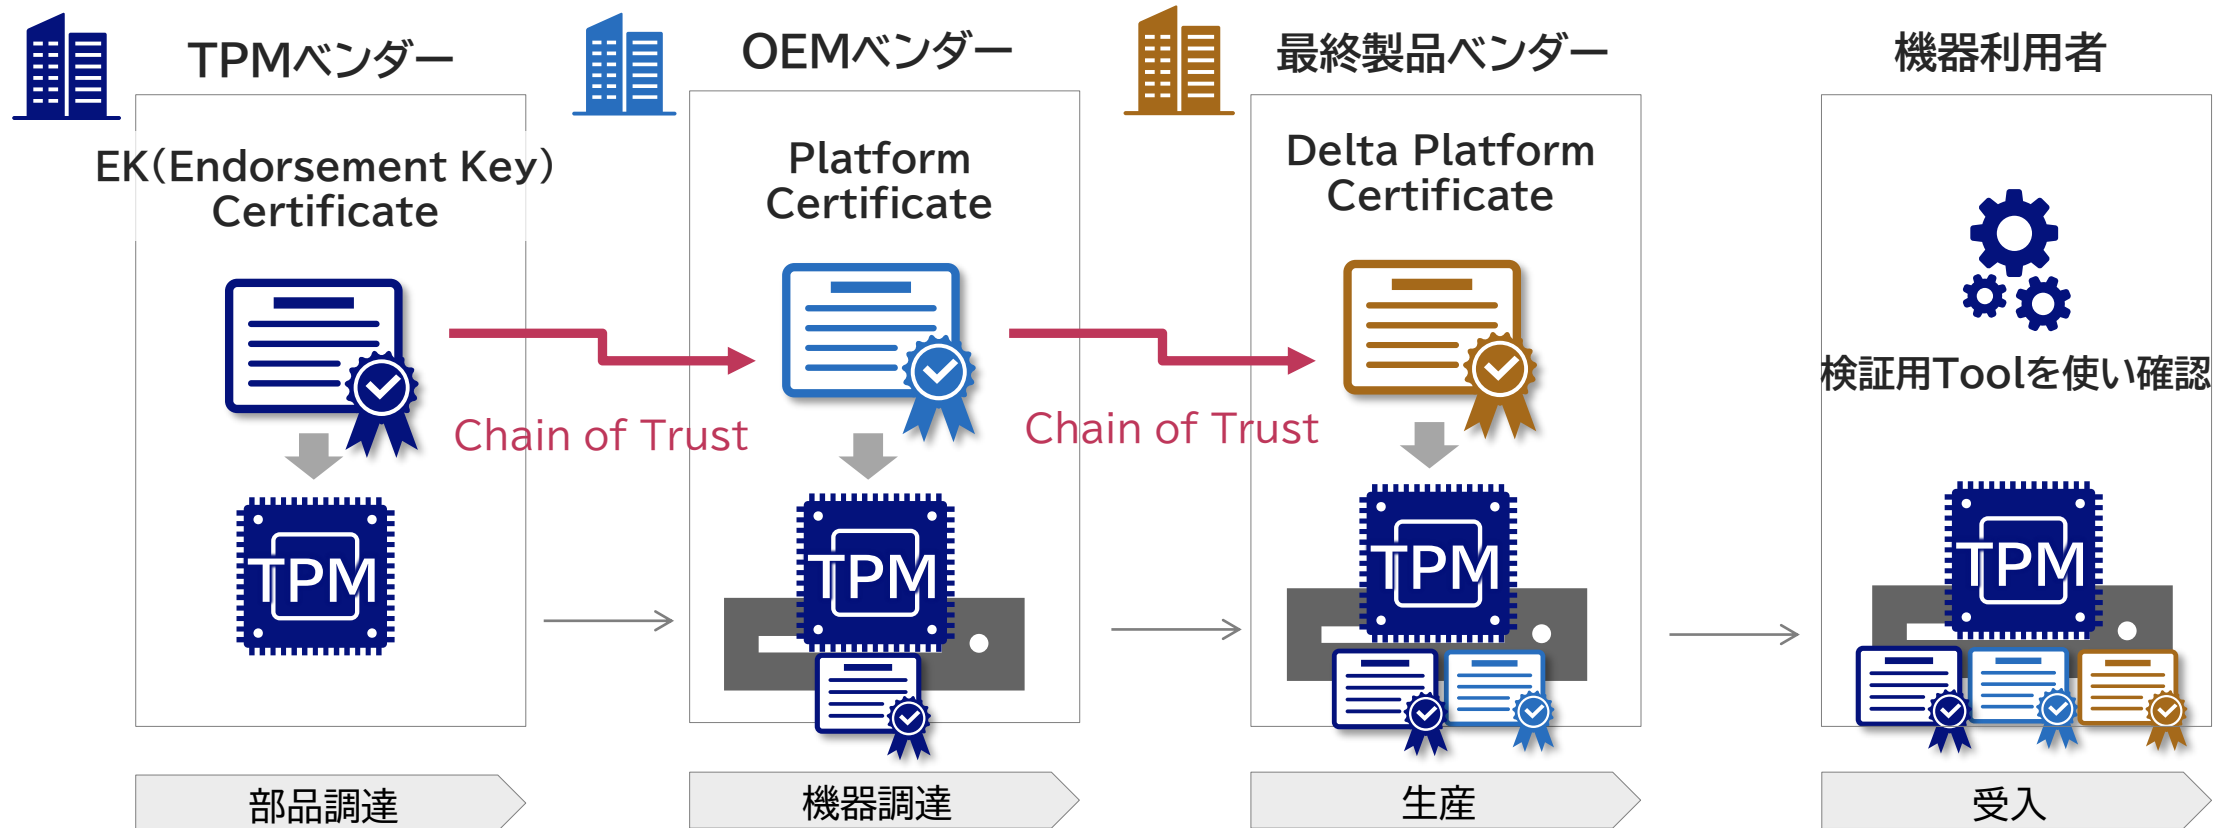 TPMベンダー
OEMベンダー
最終製品ベンダー
機器利用者
EK(Endorsement Key)
Certificate
Platform
Certificate
Delta Platform
Certificate
検証用Toolを使い確認
Chain of Trust
Chain of Trust
TPM
TPM
TPM
TPM
部品調達
機器調達
生産
受入